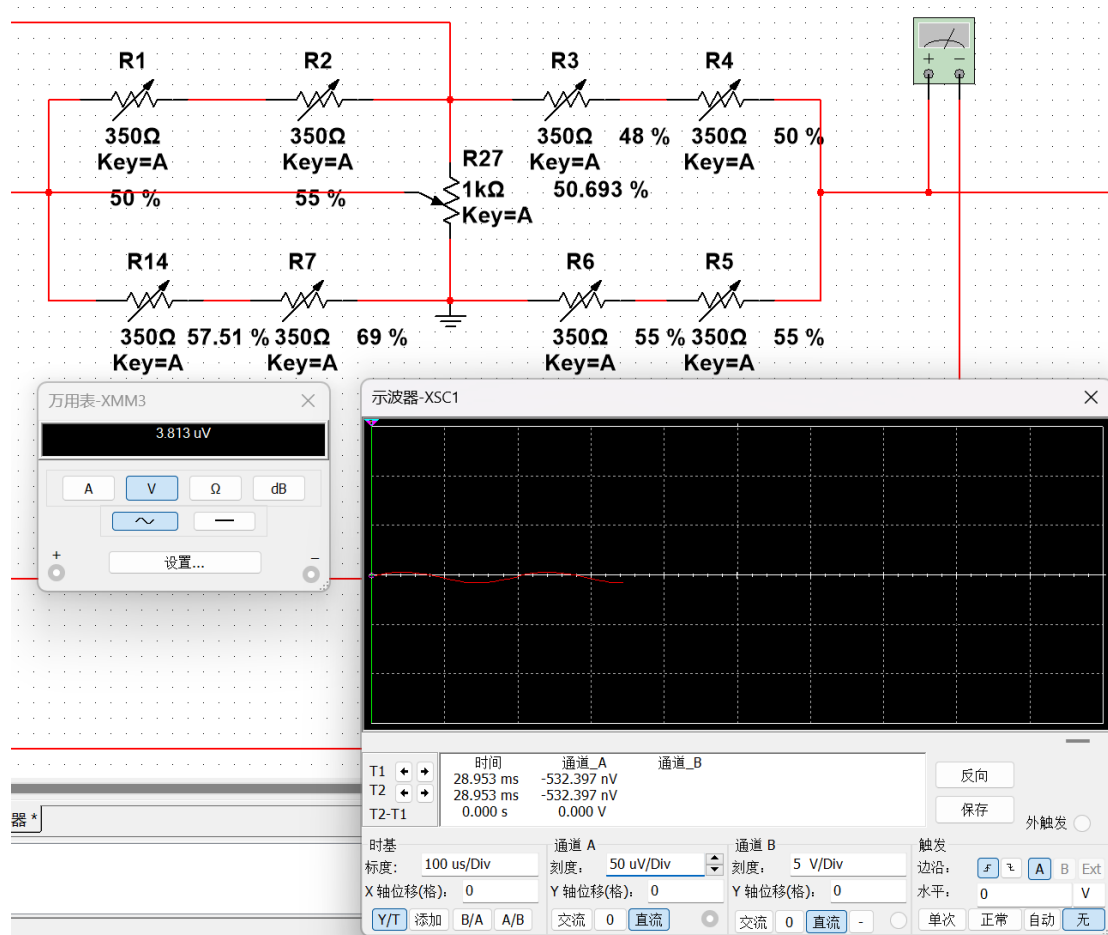 R1
R2
R3
R4
350Ω
350Ω
350Ω
48 %
350Ω
50 %
Key=A
Key=A
R27
Key=A
Key=A
1kΩ
50.693 %
50 %
55 %
Key=A
R14
R7
R6
R5
350Ω
57.51 %
350Ω
69 %
350Ω
55 %
350Ω
55 %
Key=A
Key=A
Key=A
Key=A
+ −
万用表-XMM3
3.813 uV
A
V
Ω
dB
+
设置...
−
示波器-XSC1
时间
通道_A
通道_B
T1
28.953 ms
-532.397 nV
T2
28.953 ms
-532.397 nV
T2-T1
0.000 s
0.000 V
反向
保存
外触发
器 *
时基
标度:
100 us/Div
X 轴位移(格):
0
Y/T
添加
B/A
A/B
通道 A
刻度:
50 uV/Div
Y 轴位移(格):
0
交流
0
直流
通道 B
刻度:
5 V/Div
Y 轴位移(格):
0
交流
0
直流
-
触发
边沿:
A
B
Ext
水平:
0
V
单次
正常
自动
无